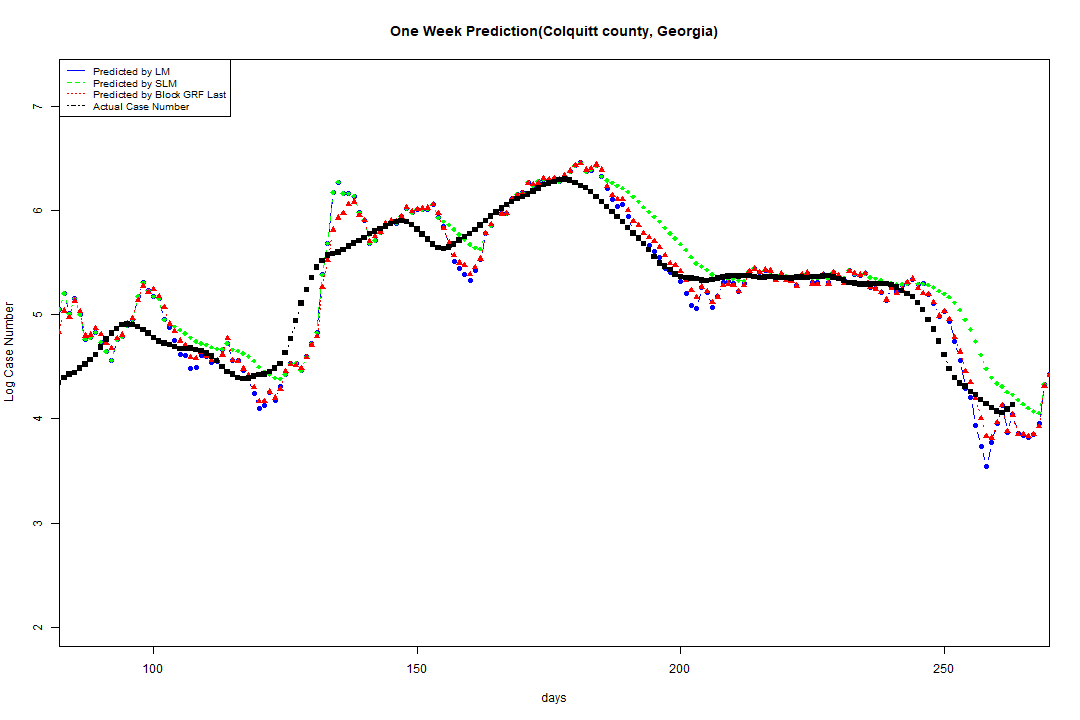 One Week Prediction(Colquitt county, Georgia)
Predicted by LM
Predicted by SLM
Predicted by Block GRF Last
Actual Case Number
7
6
5
4
3
2
Log Case Number
100 150 200 250
days